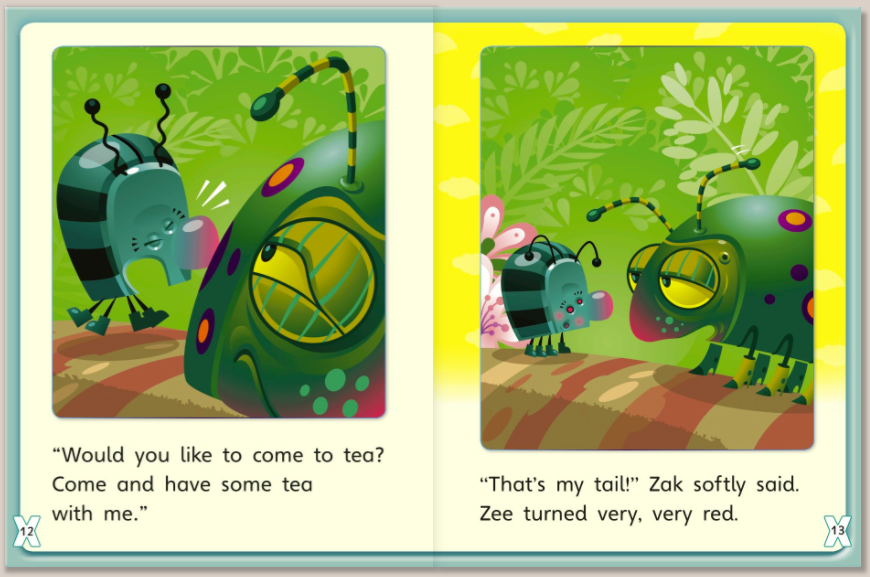 “Would you like to come to tea?
Come and have some tea
with me.”
12
“That’s my tail!” Zak softly said.
Zee turned very, very red.
13